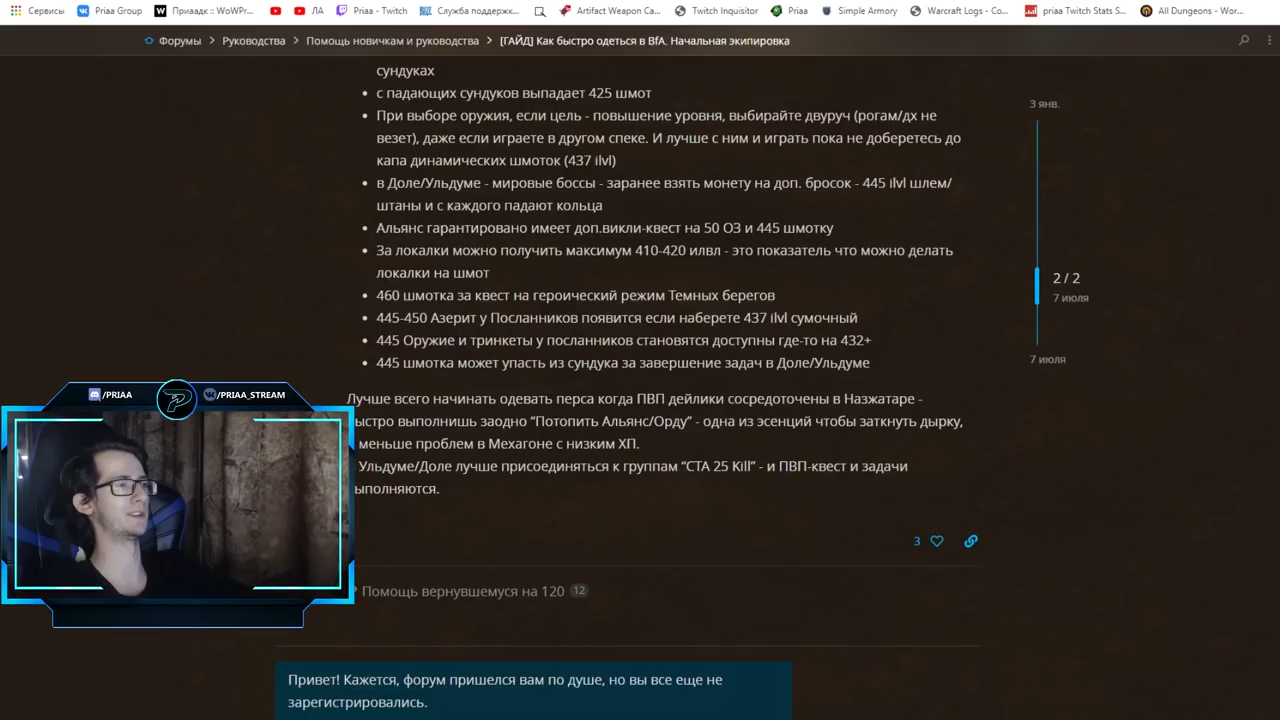 Сервисы
Priaa Group
Приаадк :: WoWPr...
ЛА
Priaa - Twitch
Служба поддержк...
Artifact Weapon Ca...
Twitch Inquisitor
Priaa
Simple Armory
Warcraft Logs - Co...
priaa Twitch Stats S...
All Dungeons - Wor...
Форумы > Руководства > Помощь новичкам и руководства > [ГАЙД] Как быстро одеться в BfA. Начальная экипировка
сундуках
• с падающих сундуков выпадает 425 шмот
• При выборе оружия, если цель - повышение уровня, выбирайте двуруч (рогам/дх не
везет), даже если играете в другом спеке. И лучше с ним и играть пока не доберетесь до
капа динамических шмоток (437 ilvl)
• в Доле/Ульдуме - мировые боссы - заранее взять монету на доп. бросок - 445 ilvl шлем/
штаны и с каждого падают кольца
• Альянс гарантировано имеет доп.викли-квест на 50 ОЗ и 445 шмотку
• За локалки можно получить максимум 410-420 илвл - это показатель что можно делать
локалки на шмот
• 460 шмотка за квест на героический режим Темных берегов
• 445-450 Азерит у Посланников появится если наберете 437 ilvl сумочный
• 445 Оружие и тринкеты у посланников становятся доступны где-то на 432+
• 445 шмотка может упасть из сундука за завершение задач в Доле/Ульдуме
3 янв.
2 / 2
7 июля
7 июля
Лучше всего начинать одевать перса когда ПВП дейлики сосредоточены в Назжатаре -
ыстро выполнишь заодно “Потопить Альянс/Орду” - одна из эсенций чтобы заткнуть дырку,
меньше проблем в Мехагоне с низким ХП.
Ульдуме/Доле лучше присоединяться к группам “СТА 25 Kill” - и ПВП-квест и задачи
ыполняются.
/PRIAA
/PRIAA_STREAM
3
Помощь вернувшемуся на 120 12
Привет! Кажется, форум пришелся вам по душе, но вы все еще не
зарегистрировались.